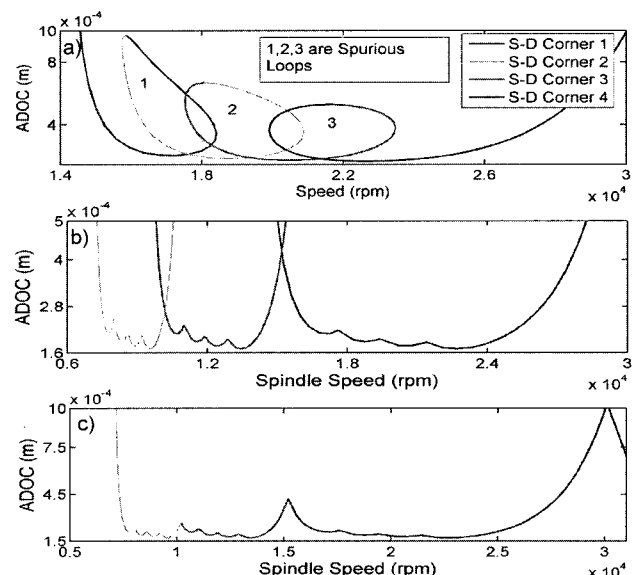 10 × 10⁻⁴
a)
8
4
ADOC (m)
1
2
3
1,2,3 are Spurious
Loops
S-D Corner 1
S-D Corner 2
S-D Corner 3
S-D Corner 4
1.4 1.8 2.2 2.6 3
Speed (rpm)
× 10⁴
5 × 10⁻⁴
b)
4
2.8
1.6
ADOC (m)
0.6 1.2 1.8 2.4 3
Spindle Speed (rpm)
× 10⁴
10 × 10⁻⁴
c)
7.5
4.5
1.5
ADOC (m)
0.5 1 1.5 2 2.5 3
Spindle Speed (rpm)
× 10⁴